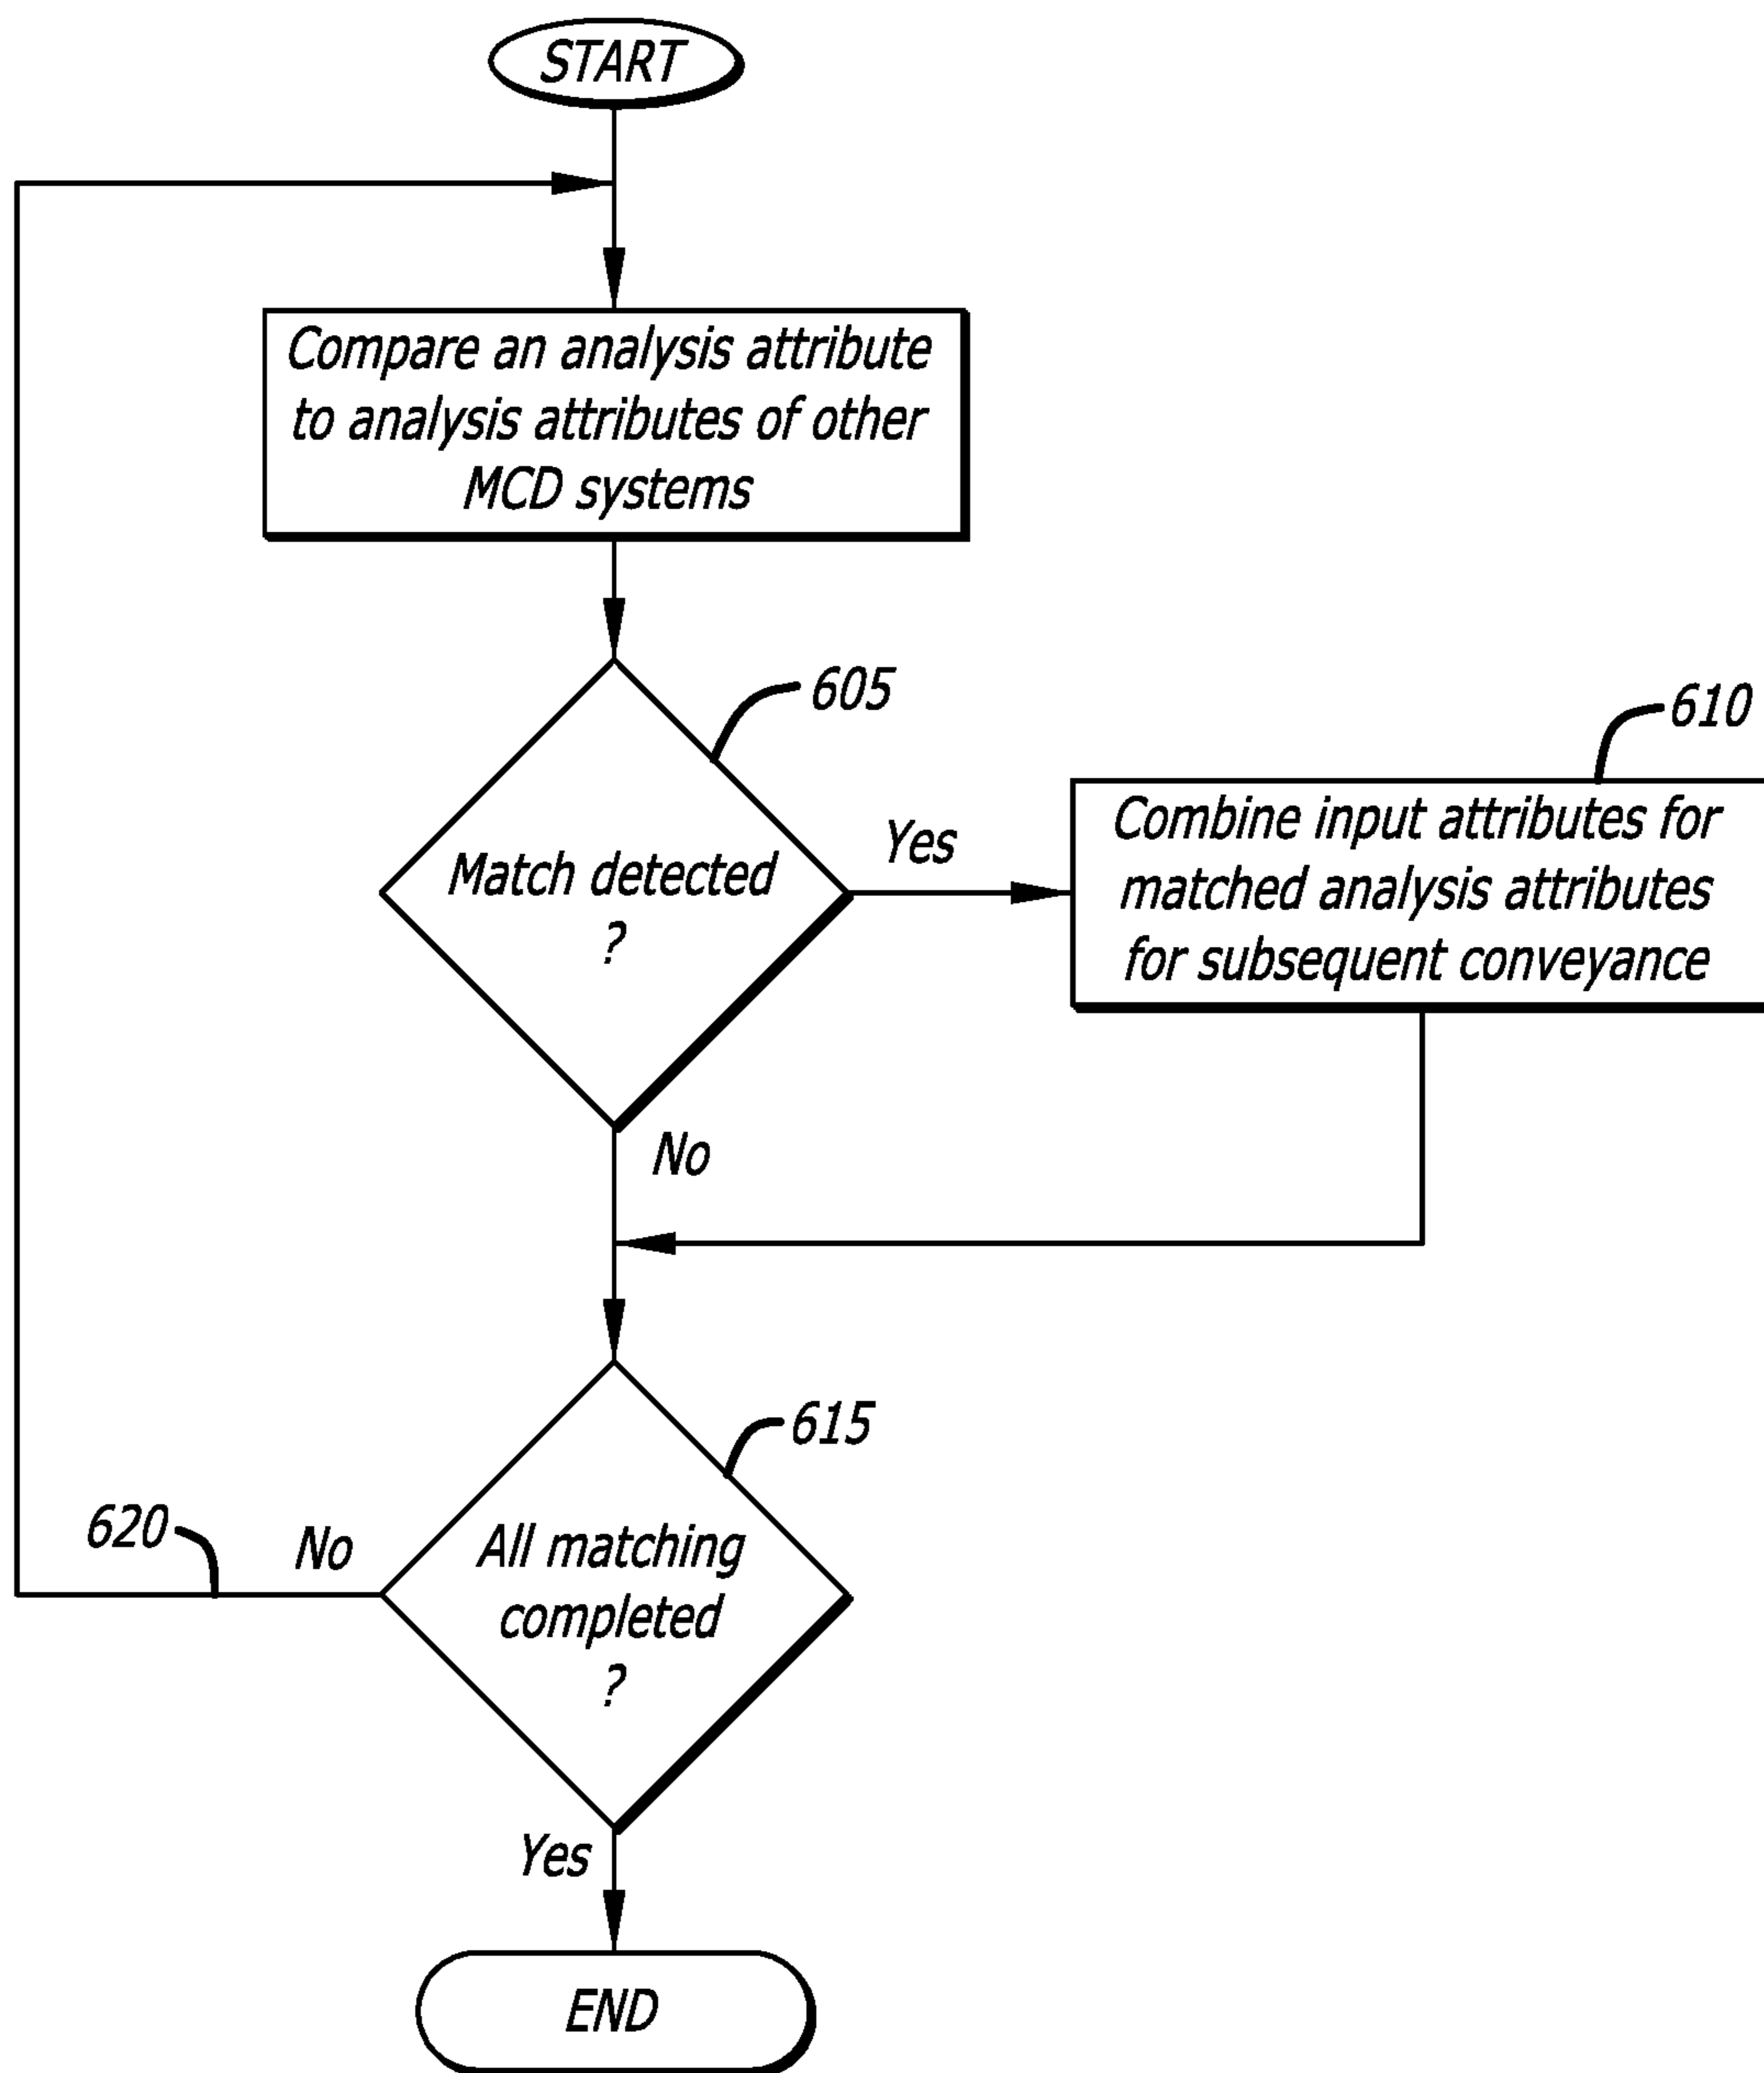 START
Compare an analysis attribute
to analysis attributes of other
MCD systems
605
Match detected
?
Yes
610
Combine input attributes for
matched analysis attributes
for subsequent conveyance
No
615
All matching
completed
?
620
No
Yes
END